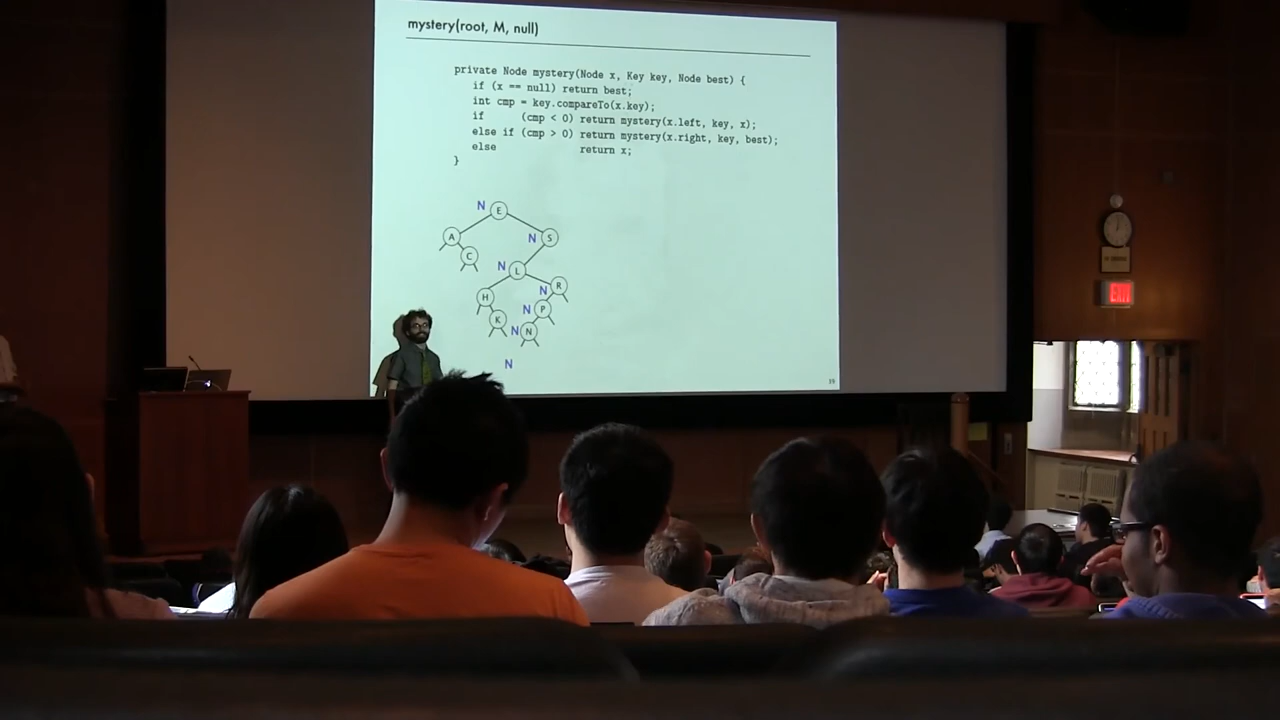 mystery(root, M, null)
private Node mystery(Node x, Key key, Node best) {
if (x == null) return best;
int cmp = key.compareTo(x.key);
if (cmp < 0) return mystery(x.left, key, x);
else if (cmp > 0) return mystery(x.right, key, best);
else return x;
}
N E
A N S
C
N L
H N R
K N P
N N
N
19
EXIT